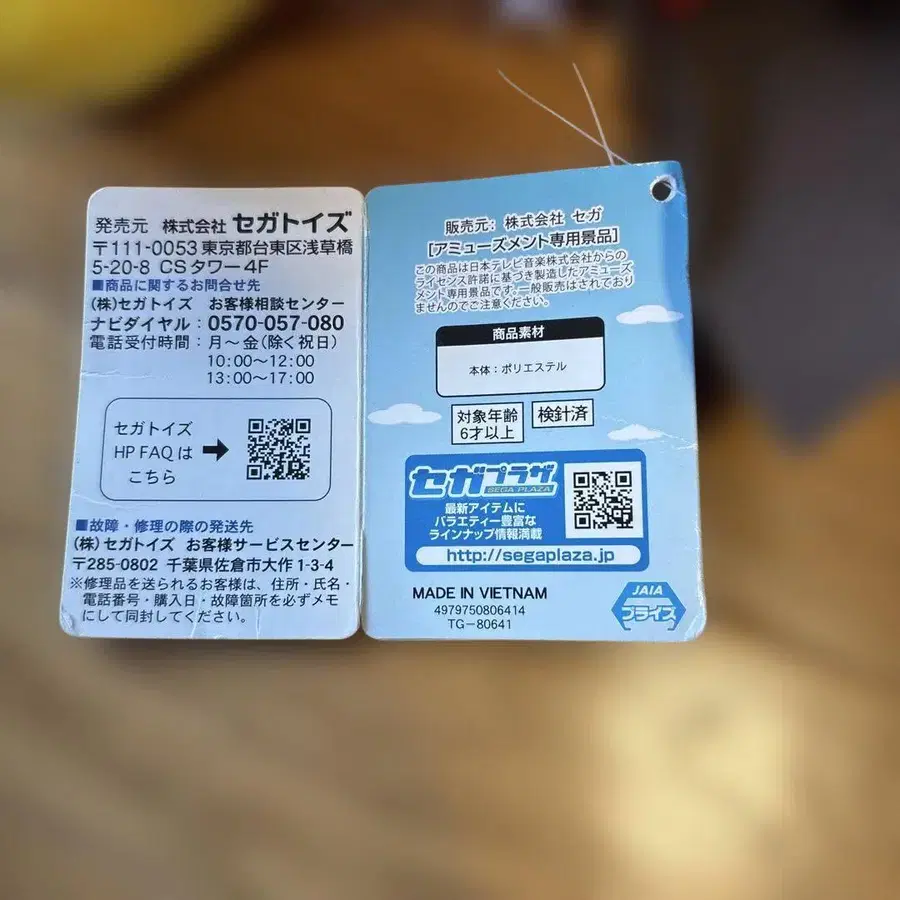 発売元 株式会社 セガトイズ
〒111-0053 東京都台東区浅草橋
5-20-8 CSタワー4F
■商品に関するお問合せ先
(株)セガトイズ お客様相談センター
ナビダイヤル：0570-057-080
電話受付時間：月～金(除く祝日)
10:00～12:00
13:00～17:00
セガトイズ
HP FAQは
こちら
■故障・修理の際の発送先
(株)セガトイズ お客様サービスセンター
〒285-0802 千葉県佐倉市大作1-3-4
※修理品を送られるお客様は、住所・氏名・
電話番号・購入日・故障箇所を必ずメモ
にして同封してください。
販売元：株式会社 セガ
[アミューズメント専用景品]
この商品は日本テレビ音楽株式会社からの
ライセンス許諾に基づき製造したアミューズ
メント専用景品です。一般販売はされており
ませんのでご注意ください。
商品素材
本体：ポリエステル
対象年齢
6才以上
検針済
セガプラザ
SEGA PLAZA
最新アイテムに
バラエティー豊富な
ラインナップ情報満載
http://segaplaza.jp
MADE IN VIETNAM
4979750806414
TG-80641
JAIA
プライズ